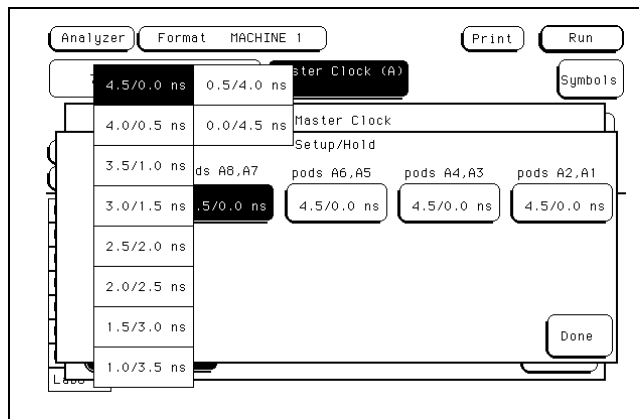 Analyzer Format MACHINE 1 Print Run
ster Clock (A) Symbols
4.5/0.0 ns 0.5/4.0 ns
4.0/0.5 ns 0.0/4.5 ns Master Clock
Setup/Hold
3.5/1.0 ns ds A8,A7 pods A6,A5 pods A4,A3 pods A2,A1
3.0/1.5 ns .5/0.0 ns 4.5/0.0 ns 4.5/0.0 ns 4.5/0.0 ns
2.5/2.0 ns
2.0/2.5 ns
1.5/3.0 ns Done
1.0/3.5 ns